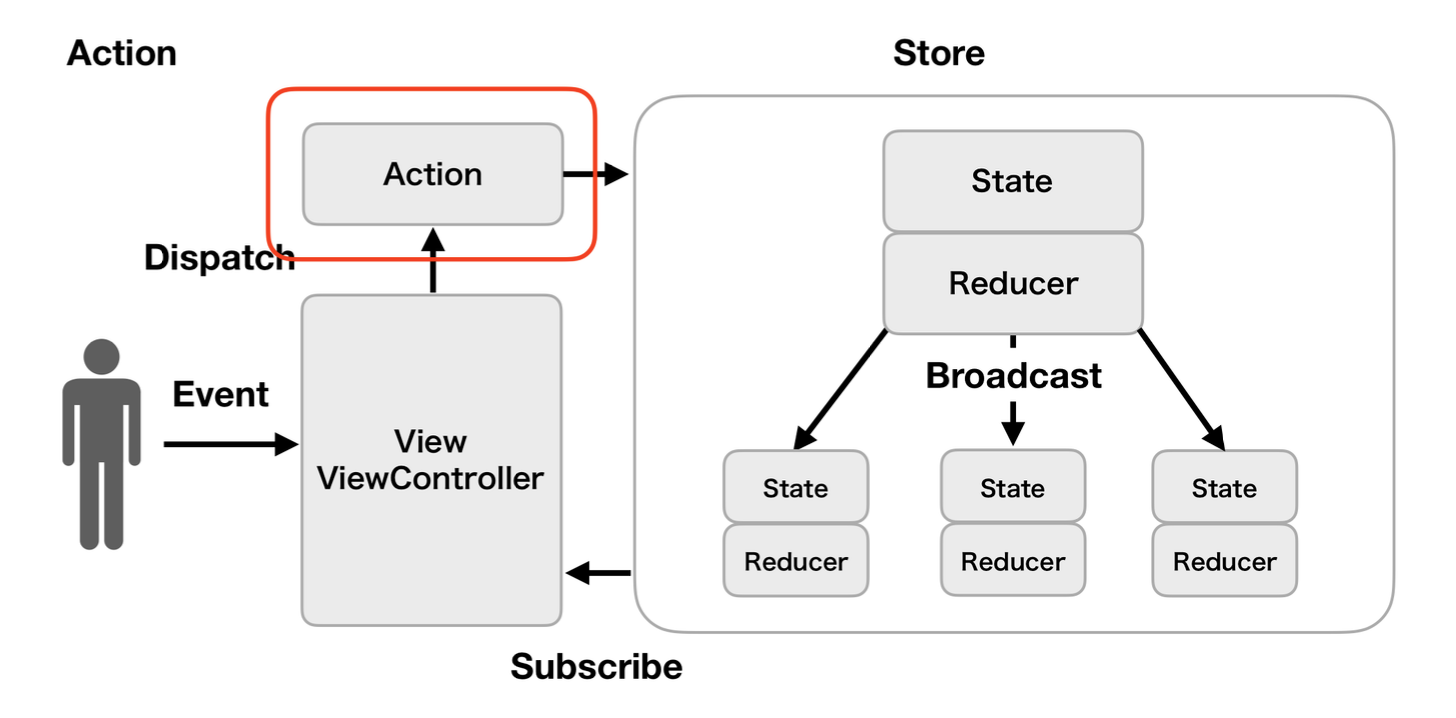 Action
Store
Action
State
Dispatch
Reducer
Event
Broadcast
View
ViewController
State
State
State
Reducer
Reducer
Reducer
Subscribe